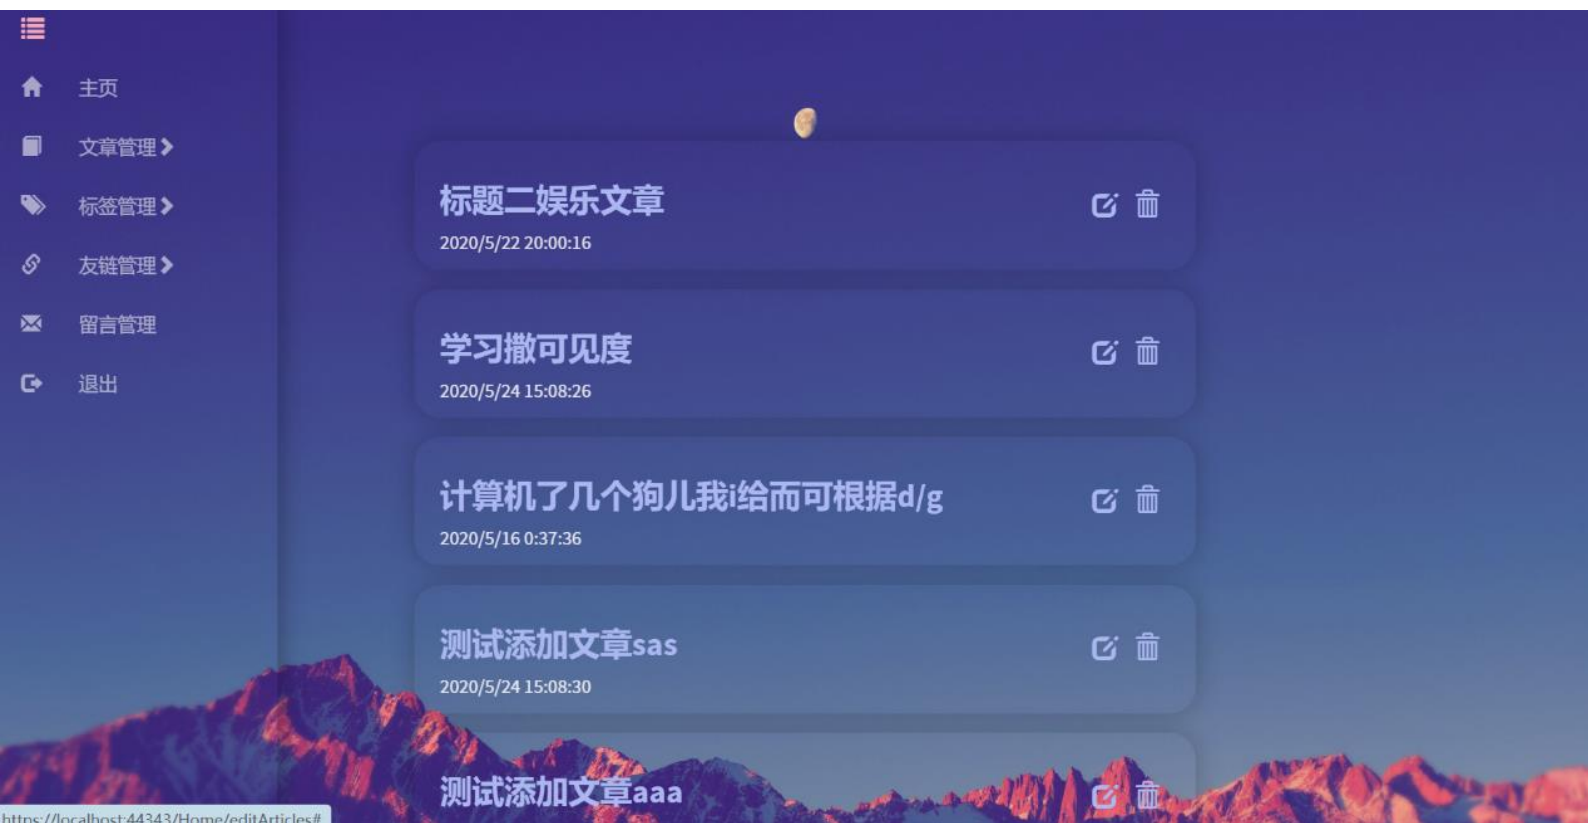 主页
文章管理
标签管理
友链管理
留言管理
退出
标题二娱乐文章
2020/5/22 20:00:16
学习撒可见度
2020/5/24 15:08:26
计算机了几个狗儿我i给而可根据d/g
2020/5/16 0:37:36
测试添加文章sas
2020/5/24 15:08:30
测试添加文章aaa
https://localhost:44343/Home/editArticles#